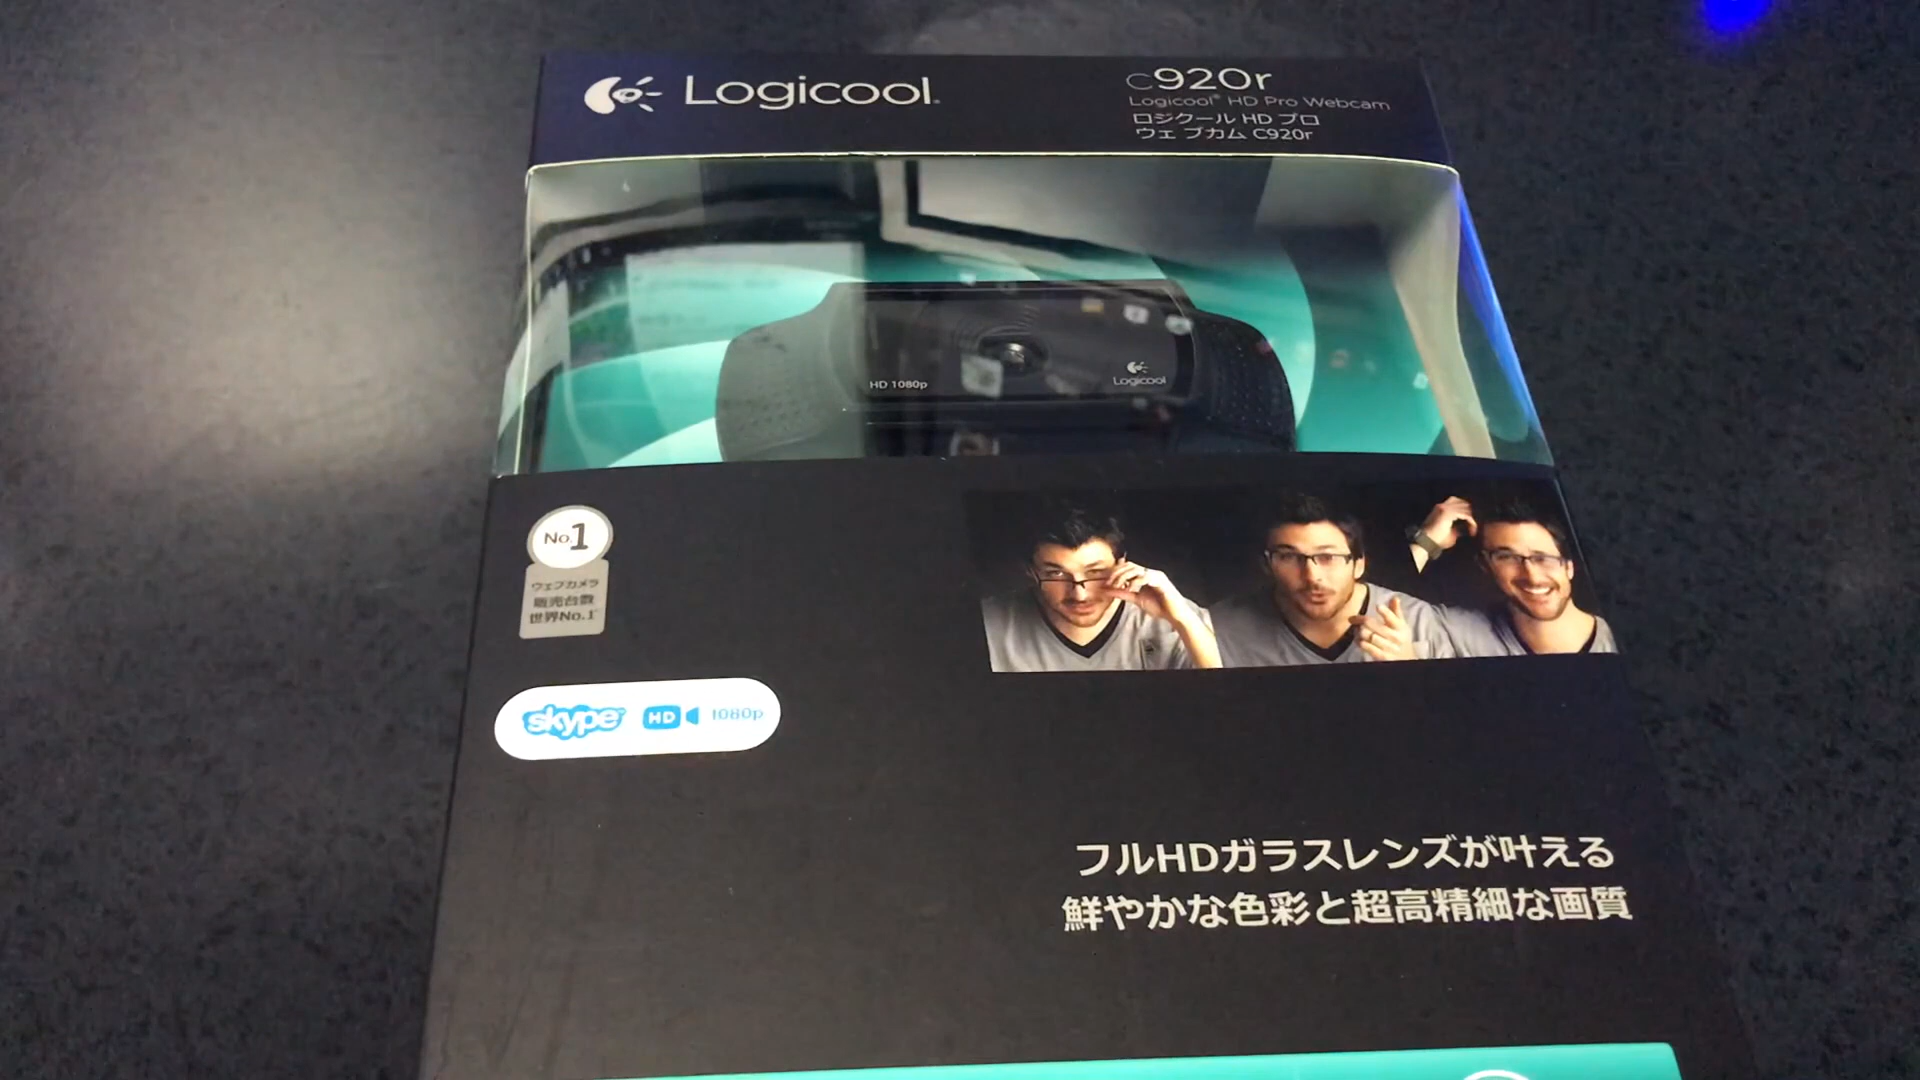 Logicool
C920r
Logicool® HD Pro Webcam
ロジクール HD プロ
ウェブカム C920r
HD 1080p
Logicool
No.1
ウェブカメラ
販売台数
世界No.1
skype HD 1080p
フルHDガラスレンズが叶える
鮮やかな色彩と超高精細な画質